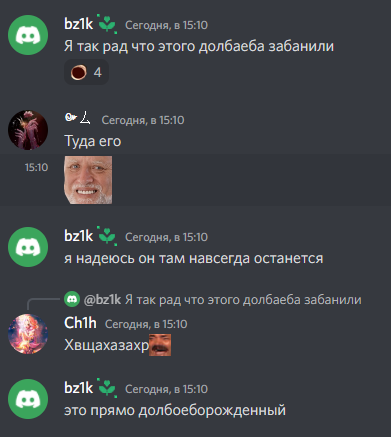 bz1k Сегодня, в 15:10
Я так рад что этого долбаеба забанили
4
Сегодня, в 15:10
Туда его
15:10
bz1k Сегодня, в 15:10
я надеюсь он там навсегда останется
@bz1k Я так рад что этого долбаеба забанили
Ch1h Сегодня, в 15:10
Хвщахазахр
bz1k Сегодня, в 15:10
это прямо долбоеборожденный